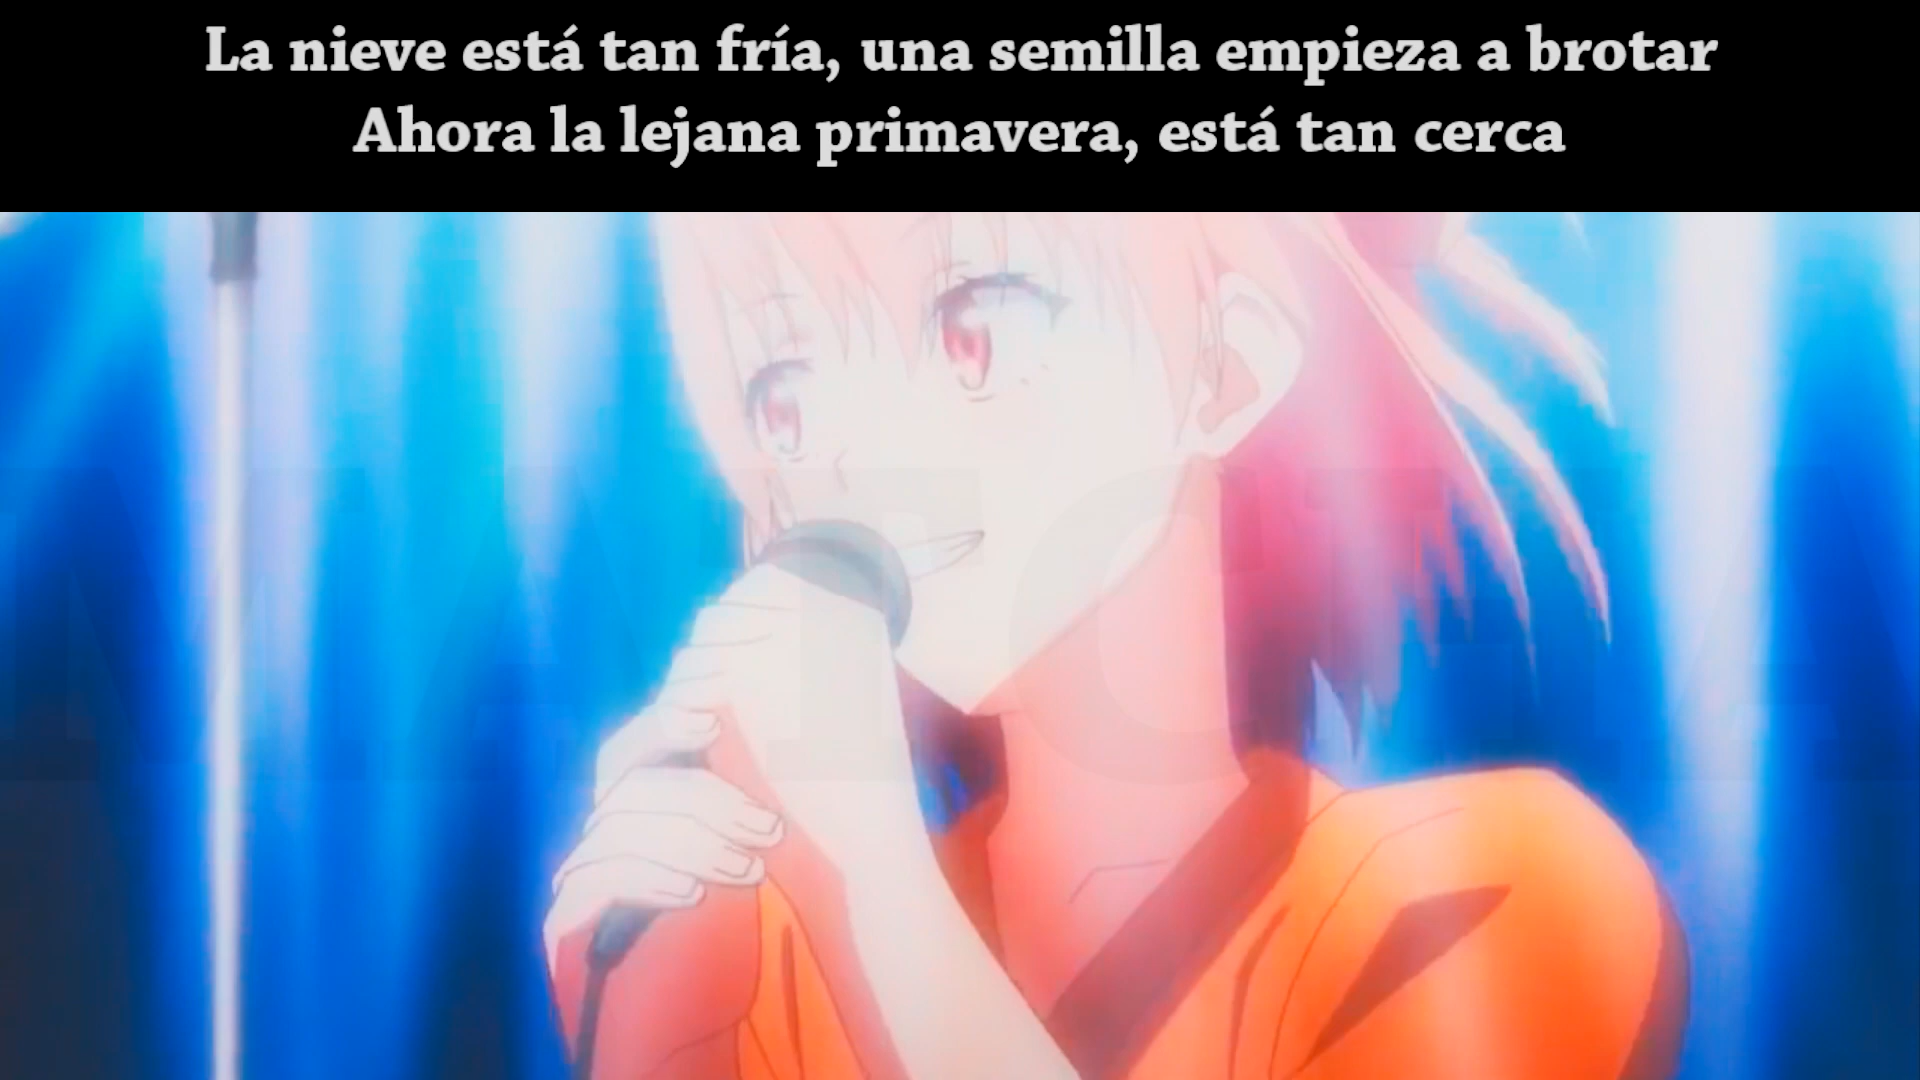 La nieve está tan fría, una semilla empieza a brotar
Ahora la lejana primavera, está tan cerca